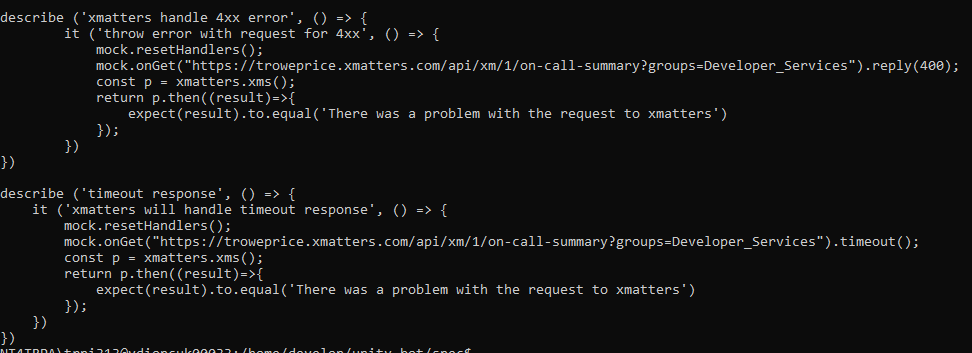 describe ('xmatters handle 4xx error', () => {
it ('throw error with request for 4xx', () => {
mock.resetHandlers();
mock.onGet("https://troweprice.xmatters.com/api/xm/1/on-call-summary?groups=Developer_Services").reply(400);
const p = xmatters.xms();
return p.then((result)=>{
expect(result).to.equal('There was a problem with the request to xmatters')
});
})
})
describe ('timeout response', () => {
it ('xmatters will handle timeout response', () => {
mock.resetHandlers();
mock.onGet("https://troweprice.xmatters.com/api/xm/1/on-call-summary?groups=Developer_Services").timeout();
const p = xmatters.xms();
return p.then((result)=>{
expect(result).to.equal('There was a problem with the request to xmatters')
});
})
})